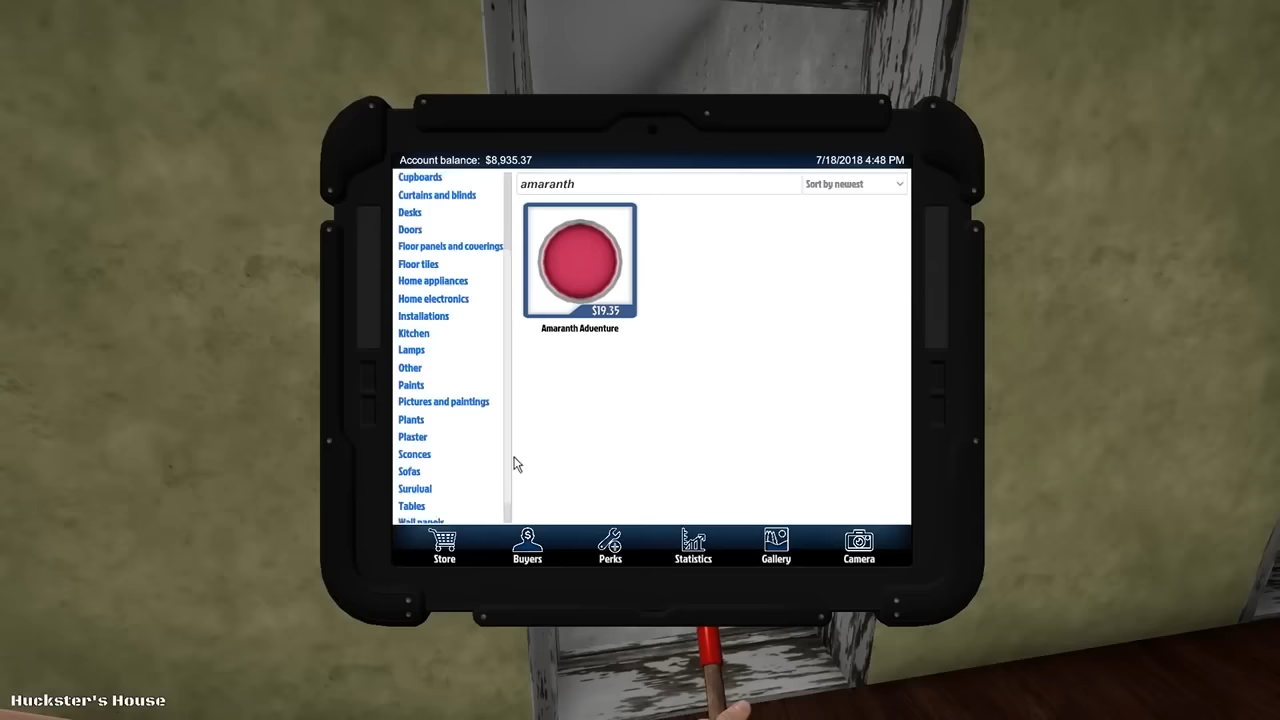 Account balance: $8,935.37
7/18/2018 4:48 PM
Cupboards
Curtains and blinds
Desks
Doors
Floor panels and coverings
Floor tiles
Home appliances
Home electronics
Installations
Kitchen
Lamps
Other
Paints
Pictures and paintings
Plants
Plaster
Sconces
Sofas
Survival
Tables
Wall panels
amaranth
Sort by newest
$19.35
Amaranth Adventure
Store
Buyers
Perks
Statistics
Gallery
Camera
Huckster's House